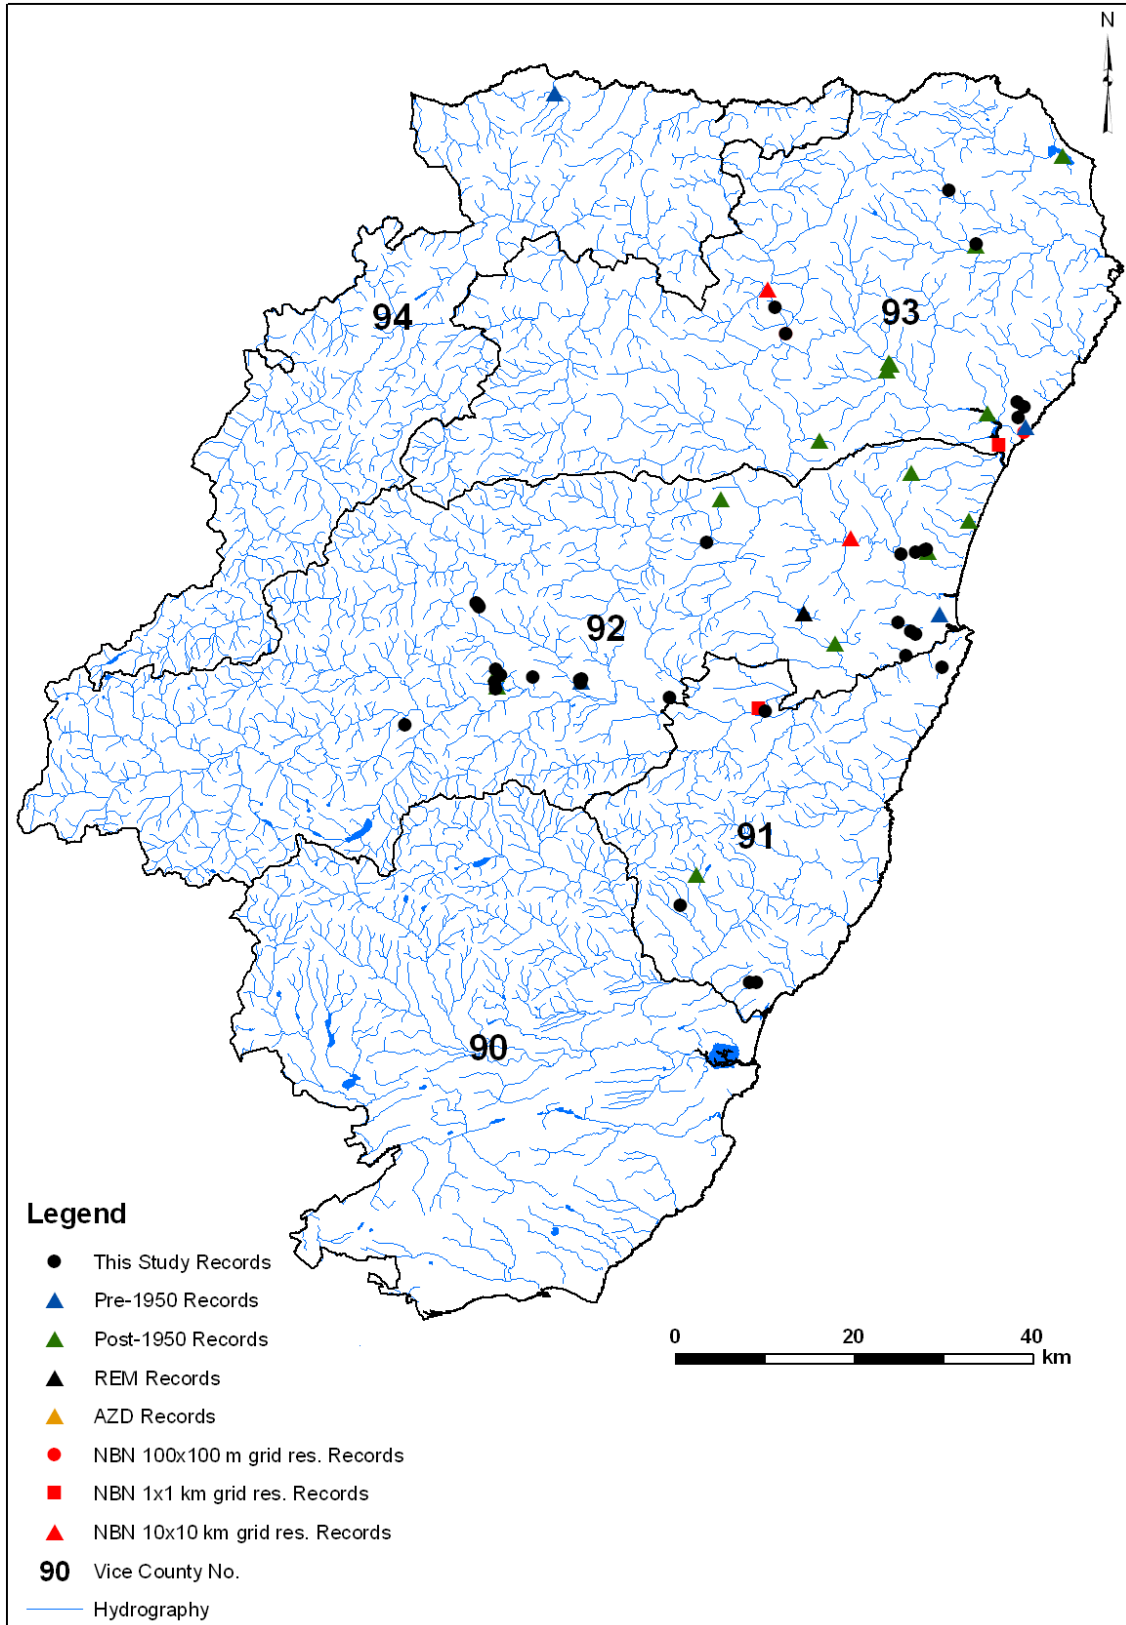 N
94
93
92
91
90
Legend
This Study Records
Pre-1950 Records
Post-1950 Records
REM Records
AZD Records
NBN 100x100 m grid res. Records
NBN 1x1 km grid res. Records
NBN 10x10 km grid res. Records
90 Vice County No.
Hydrography
0 20 40
km